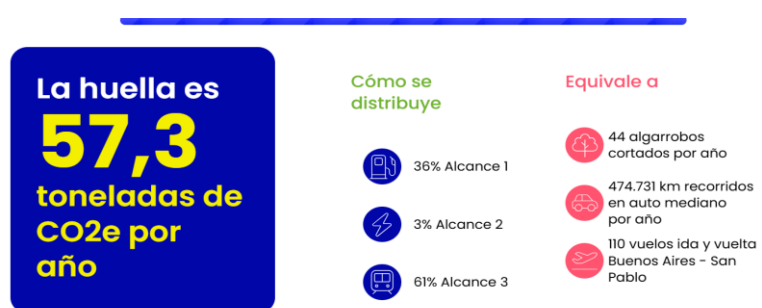 La huella es
57,3
toneladas de
CO2e por
año
Cómo se
distribuye
36% Alcance 1
3% Alcance 2
61% Alcance 3
Equivale a
44 algarrobos
cortados por año
474.731 km recorridos
en auto mediano
por año
110 vuelos ida y vuelta
Buenos Aires - San
Pablo